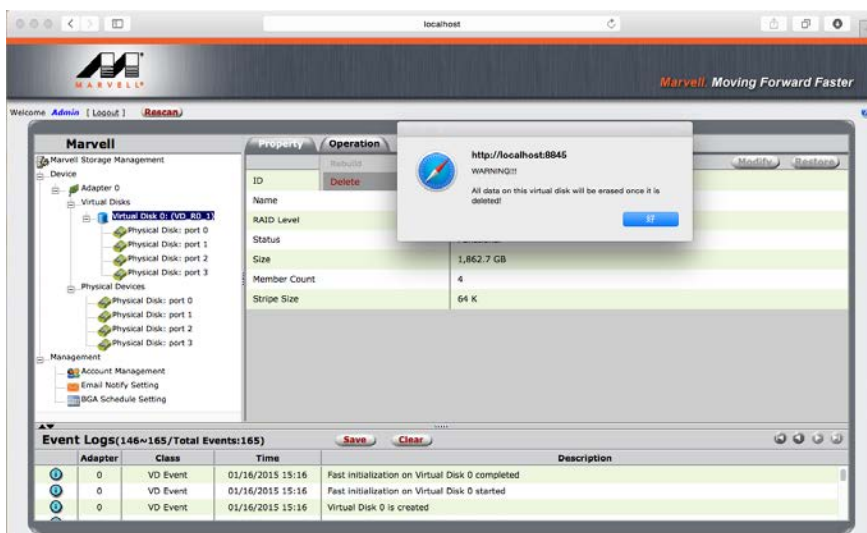 localhost
MARVELL
Marvell. Moving Forward Faster
Welcome Admin [ Logout ] Rescan
Marvell
Property
Operation
Modify
Restore
Marvell Storage Management
Device
Adapter 0
Virtual Disks
Virtual Disk 0: (VD_R0_1)
Physical Disk: port 0
Physical Disk: port 1
Physical Disk: port 2
Physical Disk: port 3
Physical Devices
Physical Disk: port 0
Physical Disk: port 1
Physical Disk: port 2
Physical Disk: port 3
Management
Account Management
Email Notify Setting
BGA Schedule Setting
Rebuild
Delete
http://localhost:8845
WARNING!!!
All data on this virtual disk will be erased once it is
deleted!
好
ID
Name
RAID Level
Status
Size 1,862.7 GB
Member Count 4
Stripe Size 64 K
Event Logs(146~165/Total Events:165) Save Clear
Adapter Class Time Description
0 VD Event 01/16/2015 15:16 Fast initialization on Virtual Disk 0 completed
0 VD Event 01/16/2015 15:16 Fast initialization on Virtual Disk 0 started
0 VD Event 01/16/2015 15:16 Virtual Disk 0 is created